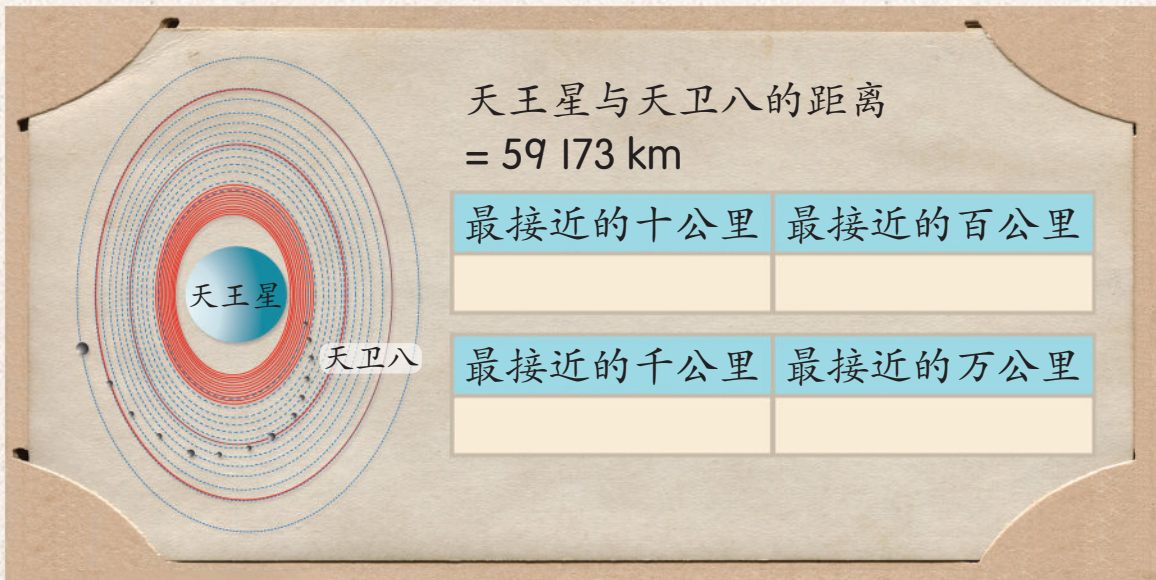 天王星与天卫八的距离
= 59 173 km
最接近的十公里 最接近的百公里
天王星
天卫八
最接近的千公里 最接近的万公里